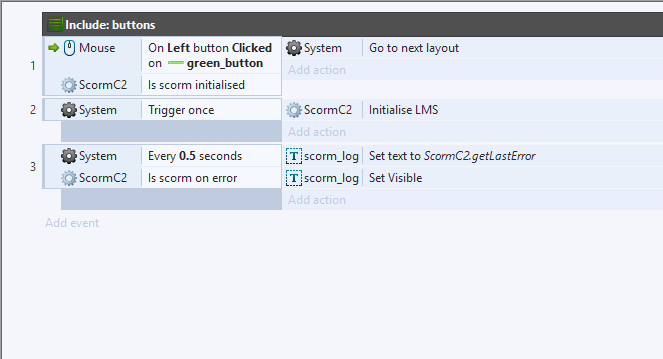 Include: buttons
1
Mouse On Left button Clicked on green_button System Go to next layout
Add action
ScormC2 Is scorm initialised
2
System Trigger once ScormC2 Initialise LMS
3
System Every 0.5 seconds T scorm_log Set text to ScormC2.getLastError
ScormC2 Is scorm on error T scorm_log Set Visible
Add action
Add event